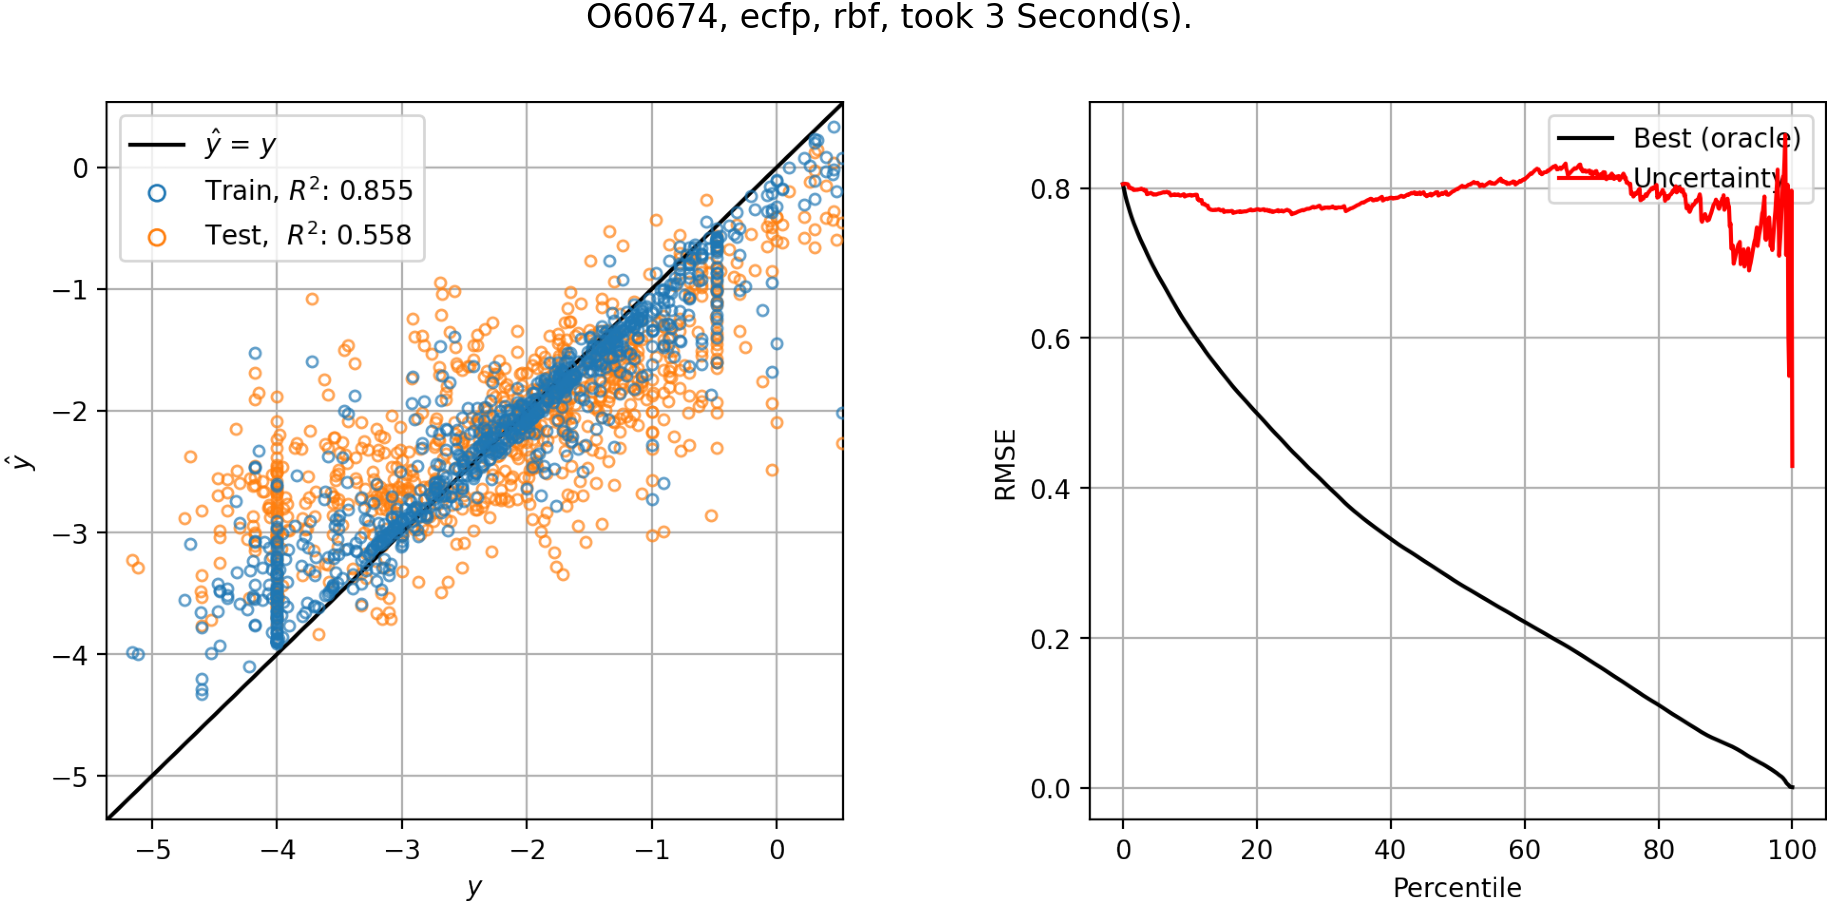 O60674, ecfp, rbf, took 3 Second(s).
ŷ = y
Train, R²: 0.855
Test, R²: 0.558
0
−1
−2
−3
−4
−5
ŷ
−5 −4 −3 −2 −1 0
y
Best (oracle)
Uncertainty
0.8
0.6
0.4
0.2
0.0
RMSE
0 20 40 60 80 100
Percentile